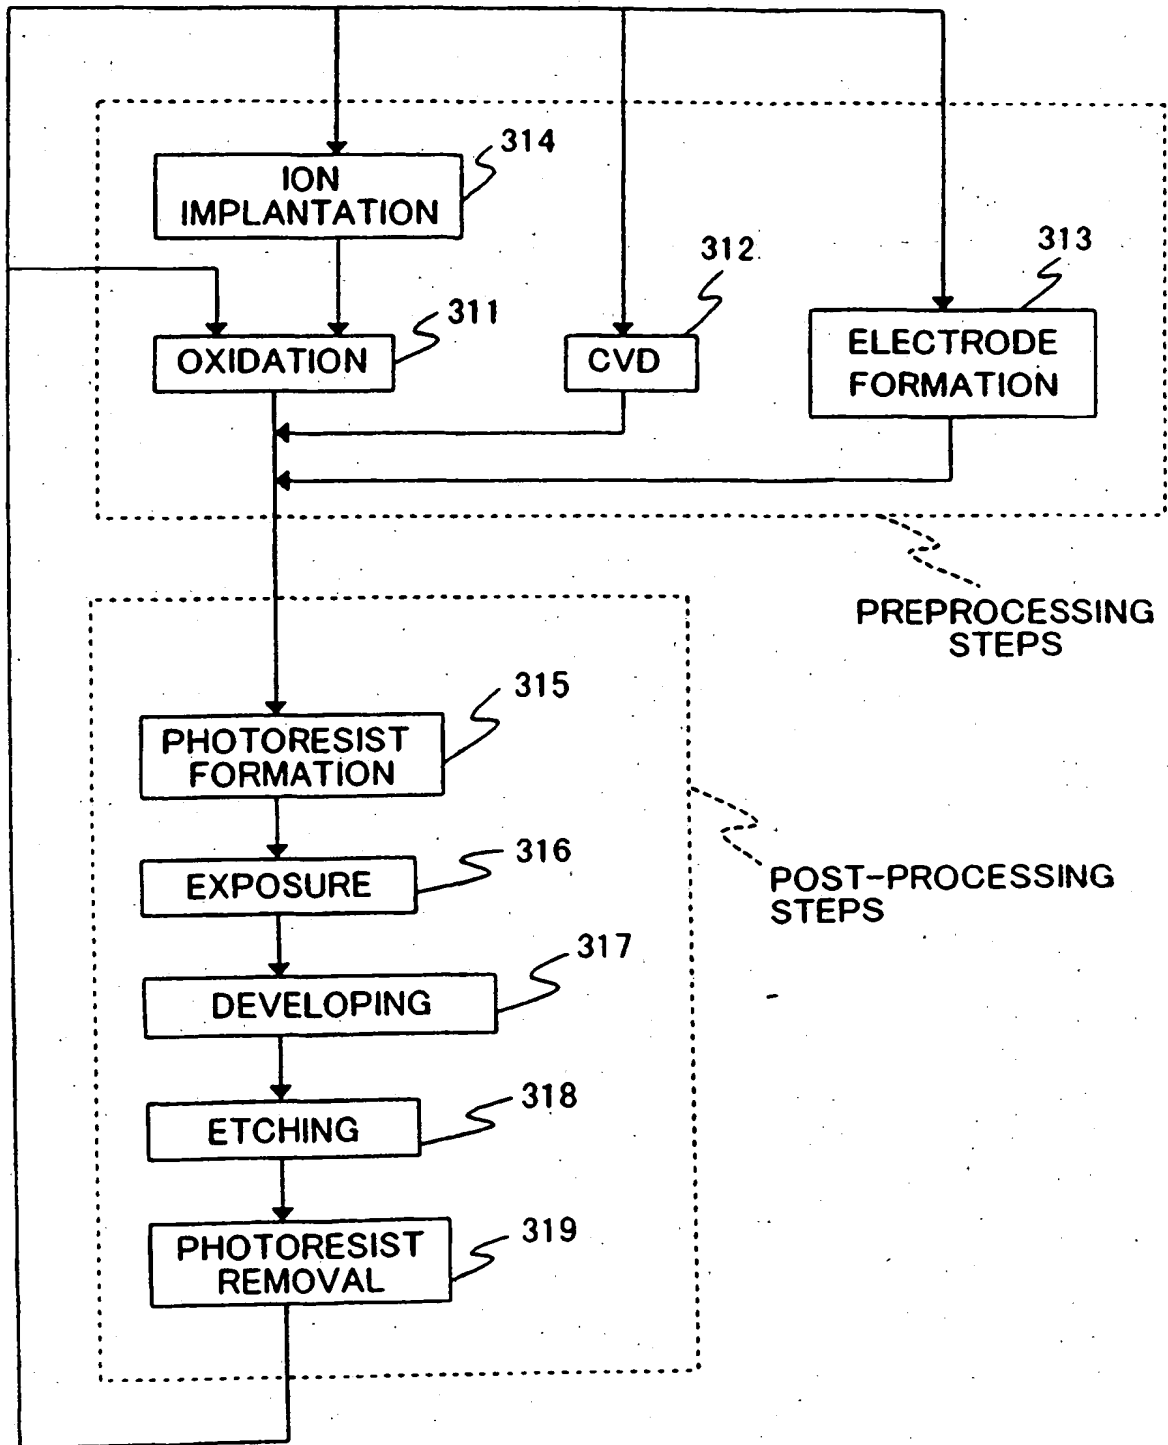 314
ION
IMPLANTATION
312
313
311
OXIDATION
CVD
ELECTRODE
FORMATION
PREPROCESSING
STEPS
315
PHOTORESIST
FORMATION
316
EXPOSURE
POST-PROCESSING
STEPS
317
DEVELOPING
318
ETCHING
319
PHOTORESIST
REMOVAL